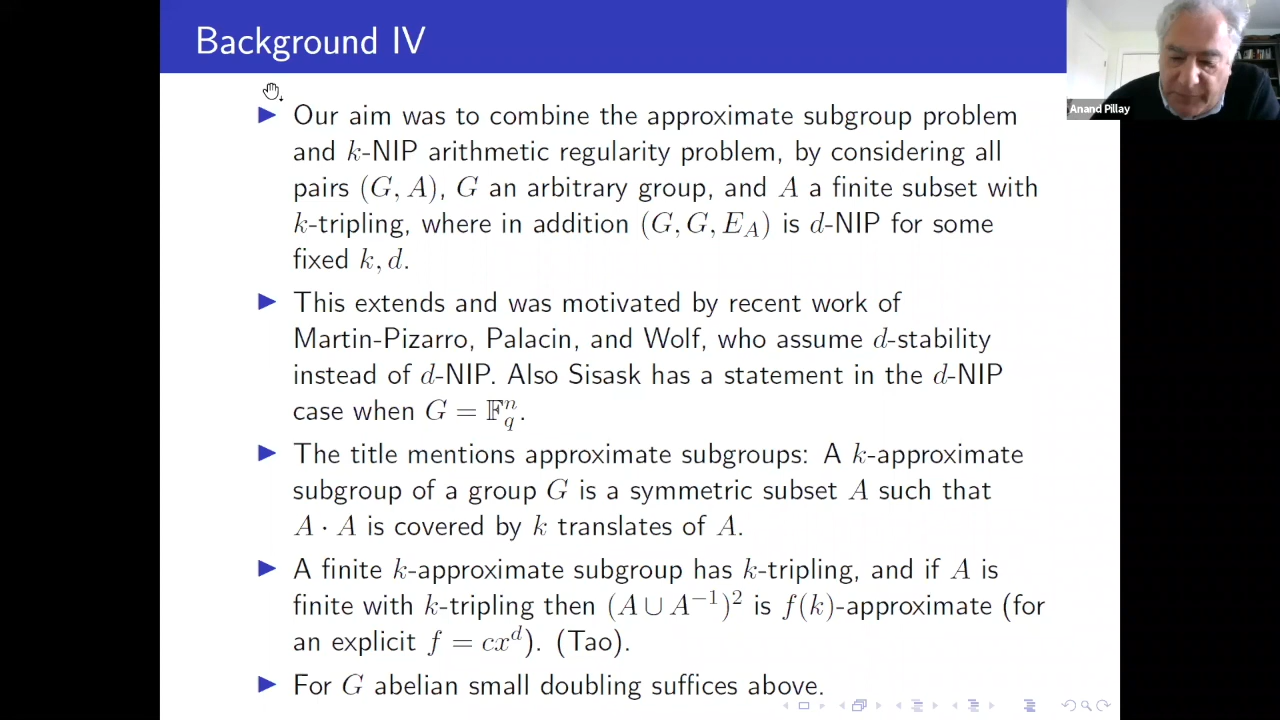 Background IV
Anand Pillay
Our aim was to combine the approximate subgroup problem
and k-NIP arithmetic regularity problem, by considering all
pairs (G, A), G an arbitrary group, and A a finite subset with
k-tripling, where in addition (G, G, E_A) is d-NIP for some
fixed k, d.
This extends and was motivated by recent work of
Martin-Pizarro, Palacin, and Wolf, who assume d-stability
instead of d-NIP. Also Sisask has a statement in the d-NIP
case when G = 𝔽_q^n.
The title mentions approximate subgroups: A k-approximate
subgroup of a group G is a symmetric subset A such that
A · A is covered by k translates of A.
A finite k-approximate subgroup has k-tripling, and if A is
finite with k-tripling then (A ∪ A^{-1})^2 is f(k)-approximate (for
an explicit f = cx^d). (Tao).
For G abelian small doubling suffices above.